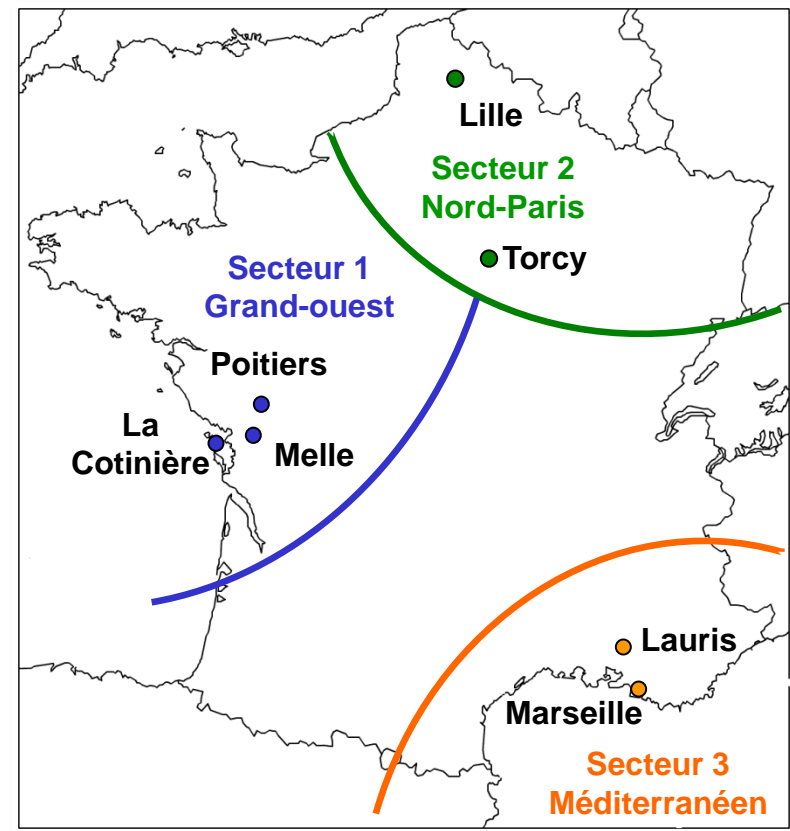 Lille
Secteur 2
Nord-Paris
Torcy
Secteur 1
Grand-ouest
Poitiers
La
Cotinière
Melle
Lauris
Marseille
Secteur 3
Méditerranéen